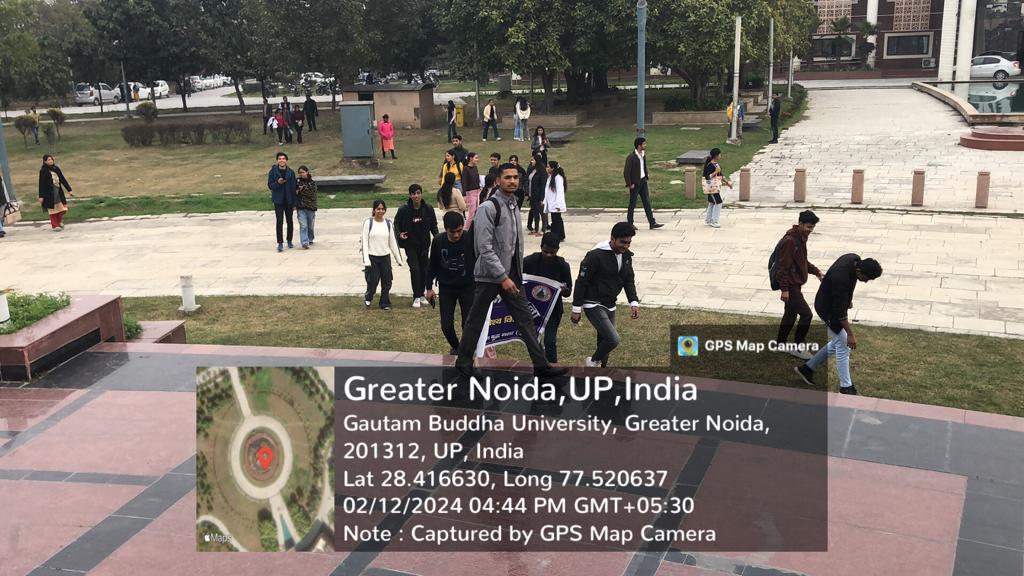 GPS Map Camera
Greater Noida,UP,India
Gautam Buddha University, Greater Noida,
201312, UP, India
Lat 28.416630, Long 77.520637
02/12/2024 04:44 PM GMT+05:30
Note : Captured by GPS Map Camera
Maps